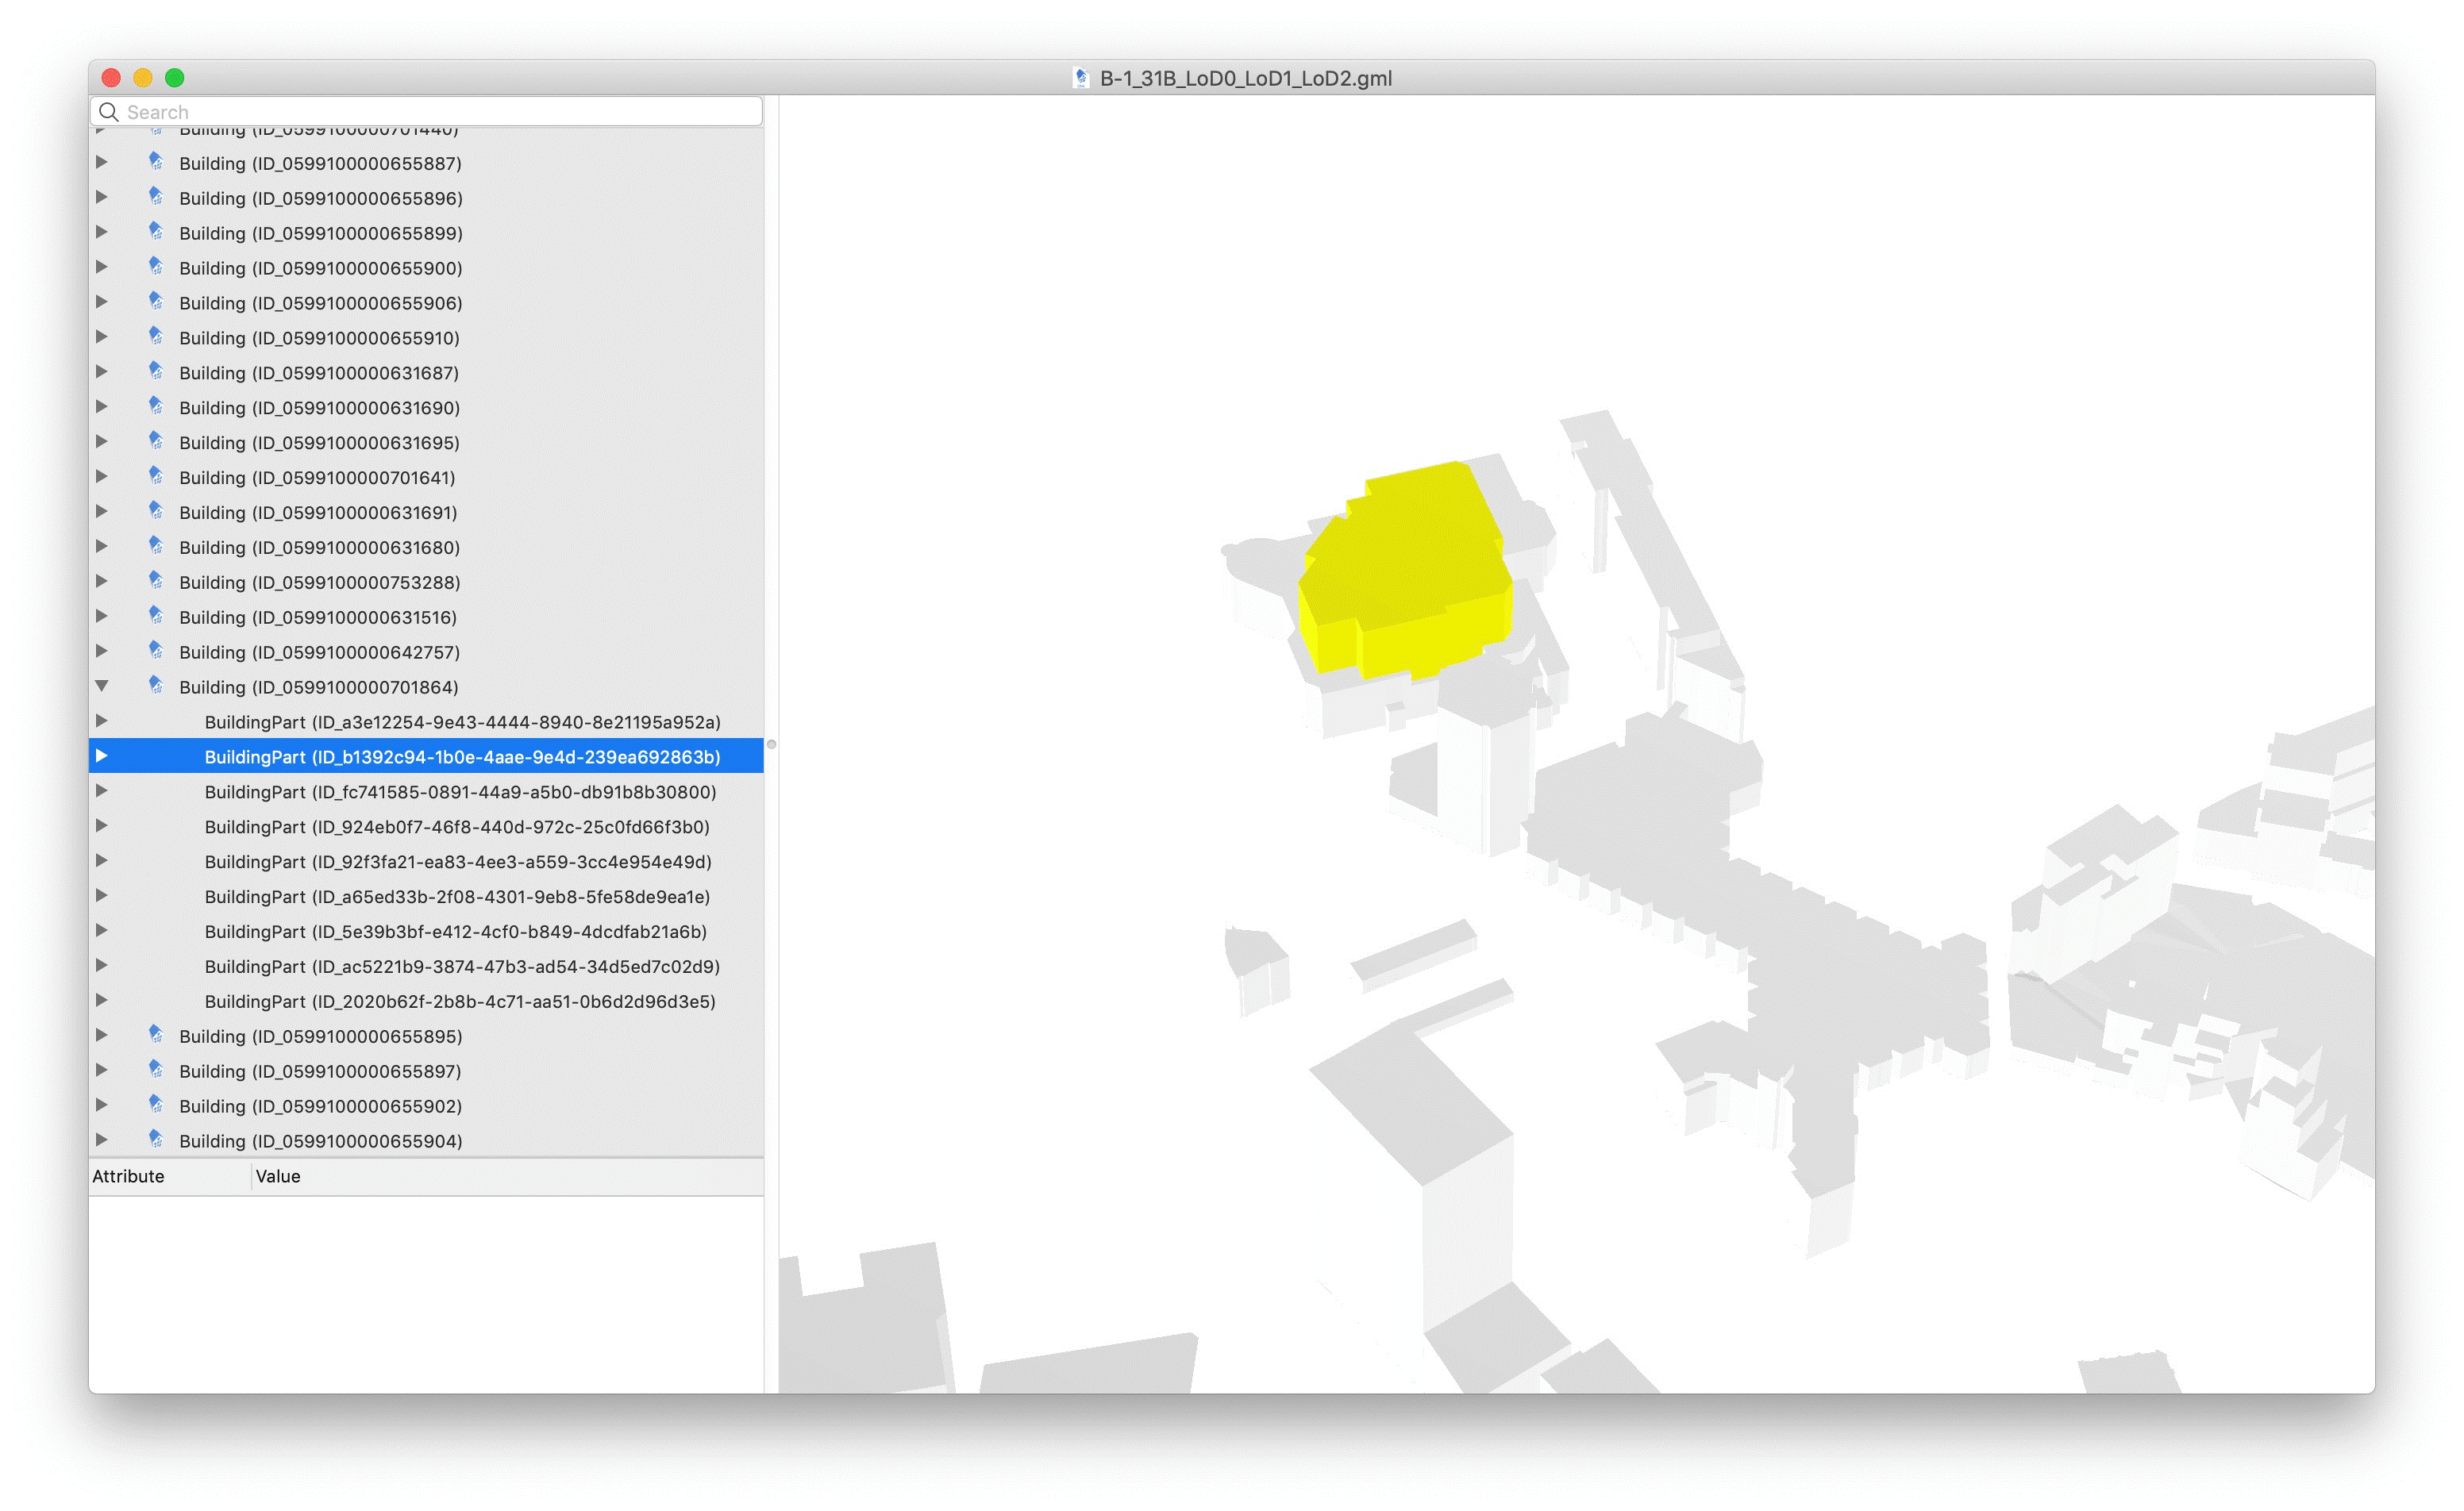 B-1_31B_LoD0_LoD1_LoD2.gml
Search
Building (ID_0599100000701440)
Building (ID_0599100000655887)
Building (ID_0599100000655896)
Building (ID_0599100000655899)
Building (ID_0599100000655900)
Building (ID_0599100000655906)
Building (ID_0599100000655910)
Building (ID_0599100000631687)
Building (ID_0599100000631690)
Building (ID_0599100000631695)
Building (ID_0599100000701641)
Building (ID_0599100000631691)
Building (ID_0599100000631680)
Building (ID_0599100000753288)
Building (ID_0599100000631516)
Building (ID_0599100000642757)
Building (ID_0599100000701864)
BuildingPart (ID_a3e12254-9e43-4444-8940-8e21195a952a)
BuildingPart (ID_b1392c94-1b0e-4aae-9e4d-239ea692863b)
BuildingPart (ID_fc741585-0891-44a9-a5b0-db91b8b30800)
BuildingPart (ID_924eb0f7-46f8-440d-972c-25c0fd66f3b0)
BuildingPart (ID_92f3fa21-ea83-4ee3-a559-3cc4e954e49d)
BuildingPart (ID_a65ed33b-2f08-4301-9eb8-5fe58de9ea1e)
BuildingPart (ID_5e39b3bf-e412-4cf0-b849-4dcdfab21a6b)
BuildingPart (ID_ac5221b9-3874-47b3-ad54-34d5ed7c02d9)
BuildingPart (ID_2020b62f-2b8b-4c71-aa51-0b6d2d96d3e5)
Building (ID_0599100000655895)
Building (ID_0599100000655897)
Building (ID_0599100000655902)
Building (ID_0599100000655904)
Attribute Value